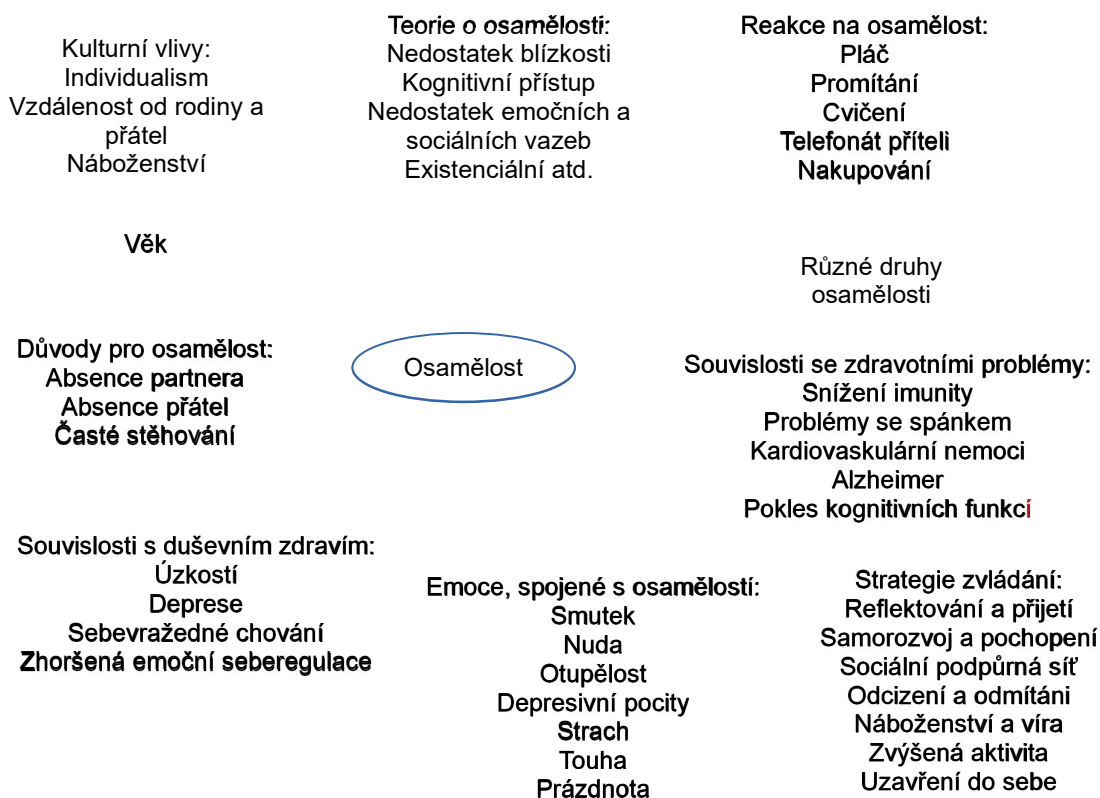 Kulturní vlivy:
Individualism
Vzdálenost od rodiny a
přátel
Náboženství
Teorie o osamělosti:
Nedostatek blízkosti
Kognitivní přístup
Nedostatek emočních a
sociálních vazeb
Existenciální atd.
Reakce na osamělost:
Pláč
Promítání
Cvičení
Telefonát příteli
Nakupování
Věk
Různé druhy
osamělosti
Důvody pro osamělost:
Absence partnera
Absence přátel
Časté stěhování
Osamělost
Souvislosti se zdravotními problémy:
Snížení imunity
Problémy se spánkem
Kardiovaskulární nemoci
Alzheimer
Pokles kognitivních funkcí
Souvislosti s duševním zdravím:
Úzkostí
Deprese
Sebevražedné chování
Zhoršená emoční seberegulace
Emoce, spojené s osamělostí:
Smutek
Nuda
Otupělost
Depresivní pocity
Strach
Touha
Prázdnota
Strategie zvládání:
Reflektování a přijetí
Samorozvoj a pochopení
Sociální podpůrná síť
Odcizení a odmítáni
Náboženství a víra
Zvýšená aktivita
Uzavření do sebe